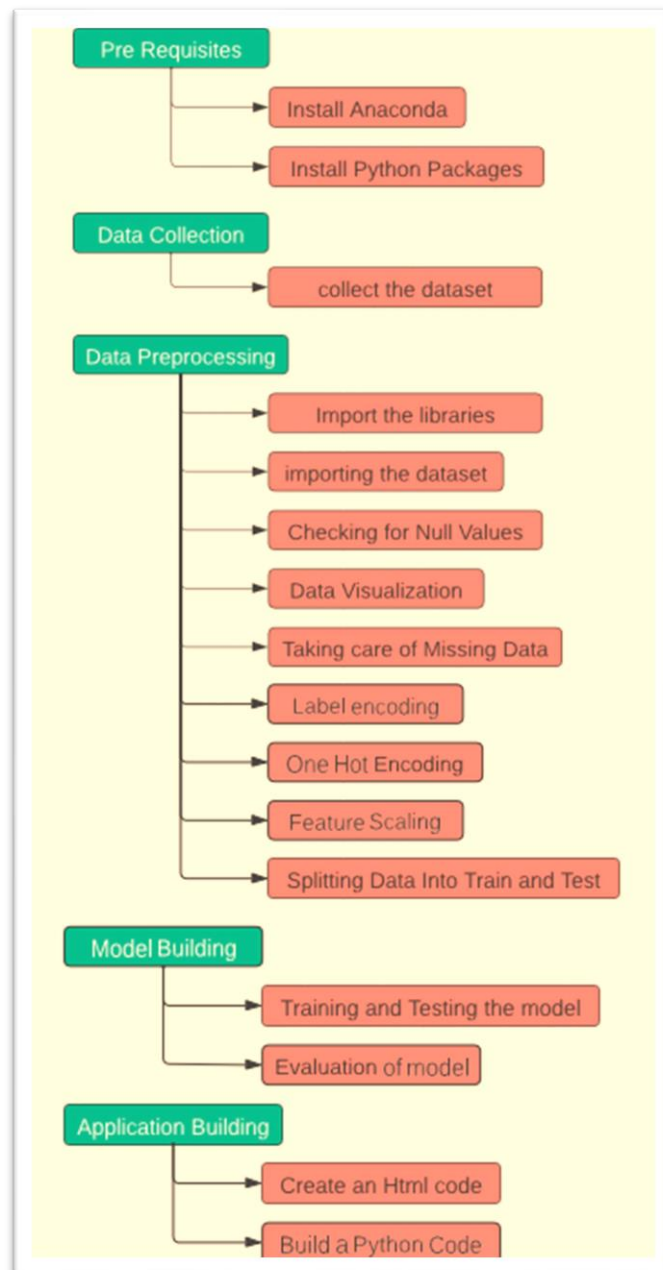 Pre Requisites
Install Anaconda
Install Python Packages
Data Collection
collect the dataset
Data Preprocessing
Import the libraries
importing the dataset
Checking for Null Values
Data Visualization
Taking care of Missing Data
Label encoding
One Hot Encoding
Feature Scaling
Splitting Data Into Train and Test
Model Building
Training and Testing the model
Evaluation of model
Application Building
Create an Html code
Build a Python Code